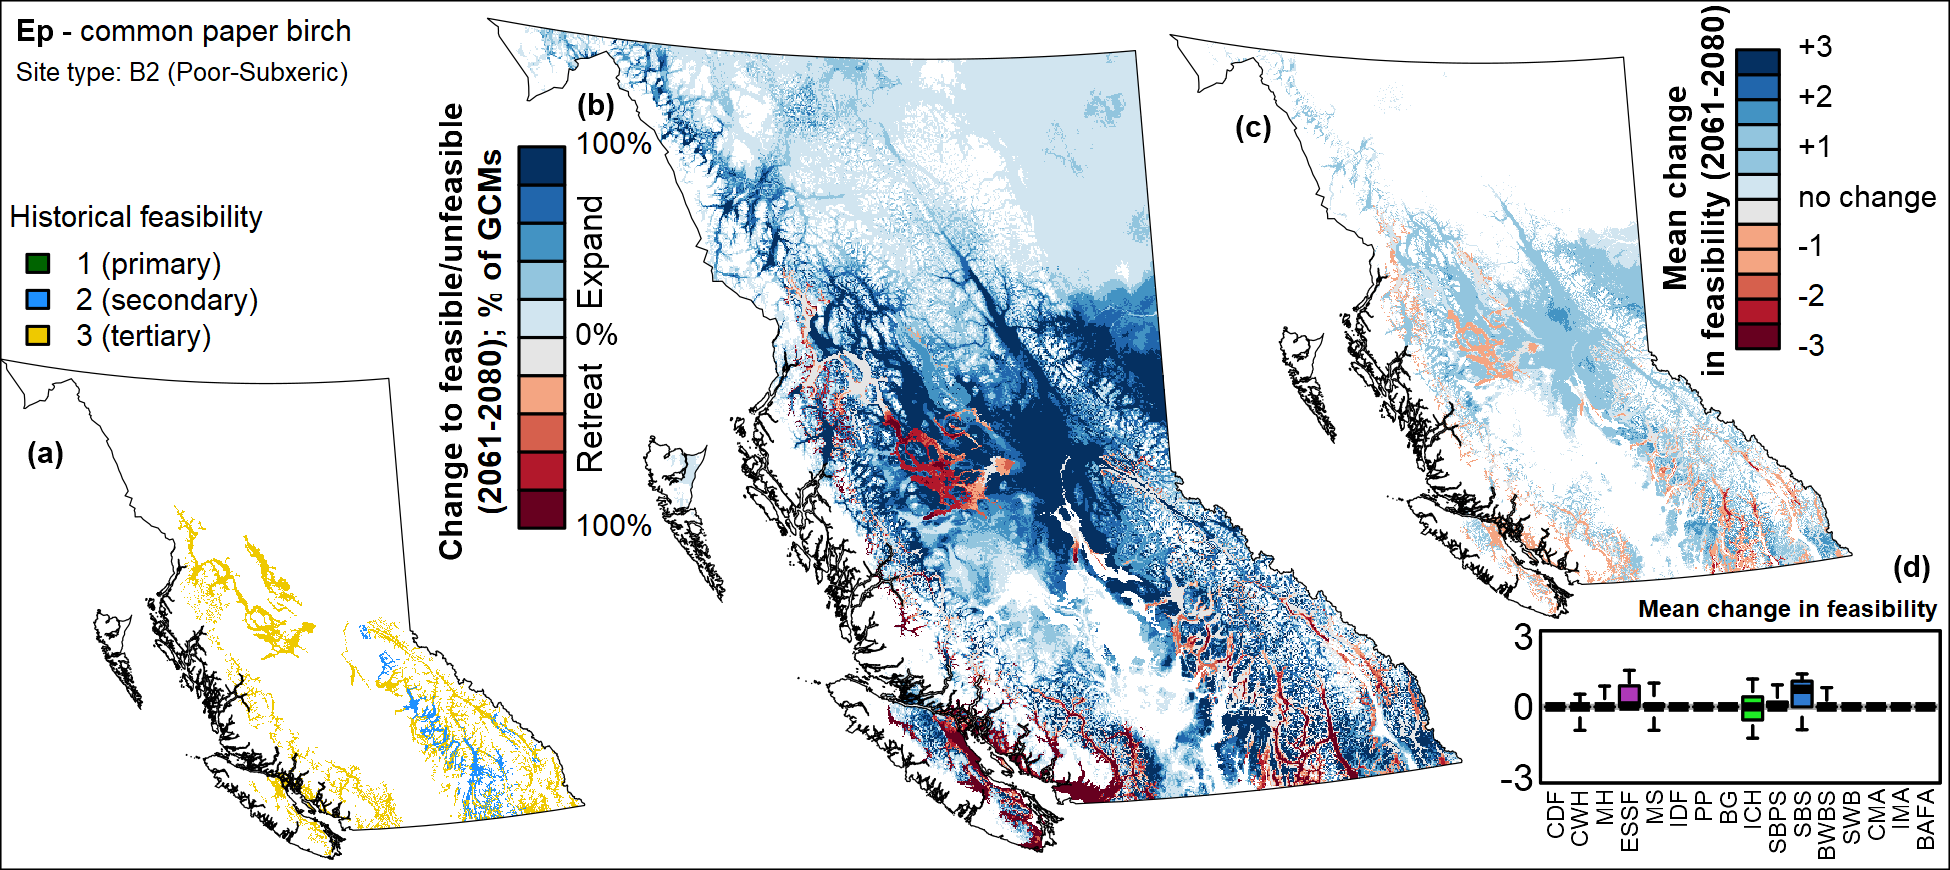 Ep - common paper birch
Site type: B2 (Poor-Subxeric)
Historical feasibility
1 (primary)
2 (secondary)
3 (tertiary)
(a)
(b)
Change to feasible/unfeasible
(2061-2080); % of GCMs
100%
Expand
0%
Retreat
100%
(c)
Mean change
in feasibility (2061-2080)
+3
+2
+1
no change
-1
-2
-3
(d)
Mean change in feasibility
3
0
-3
CDF
CWH
MH
ESSF
MS
IDF
PP
BG
ICH
SBPS
SBS
BWBS
SWB
CMA
IMA
BAFA